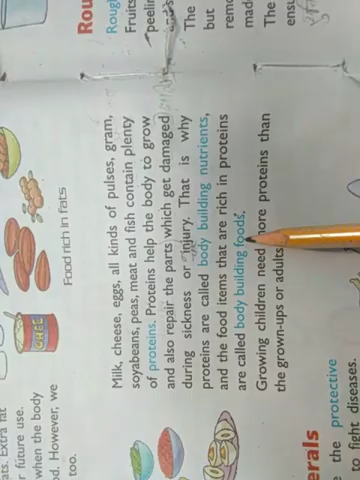 ats. Extra fat
r future use.
when the body
od. However, we
too.
GHEE
Food rich in fats
Milk, cheese, eggs, all kinds of pulses, gram,
soyabeans, peas, meat and fish contain plenty
of proteins. Proteins help the body to grow
and also repair the parts which get damaged
during sickness or injury. That is why
proteins are called body building nutrients,
and the food items that are rich in proteins
are called body building foods.
Growing children need more proteins than
the grown-ups or adults
erals
e the protective
to fight diseases.
Rou
Rough
Fruits
peelin
The
but
remo
made
The
ensu